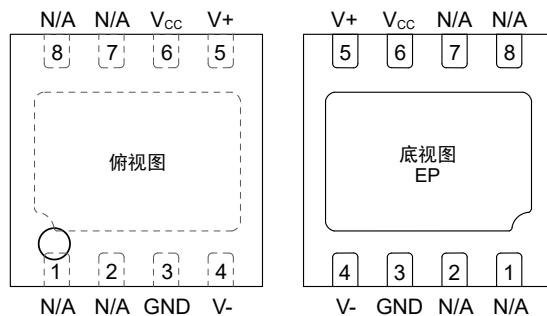 N/A N/A VCC V+
8 7 6 5
俯视图
1 2 3 4
N/A N/A GND V-
V+ VCC N/A N/A
5 6 7 8
底视图
EP
4 3 2 1
V- GND N/A N/A